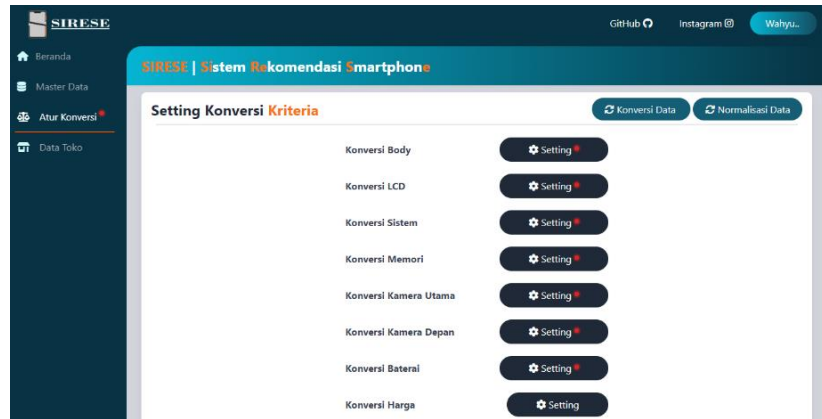 SIRESE
GitHub
Instagram
Wahyu..
Beranda
Master Data
Atur Konversi
Data Toko
SIRESE | Sistem Rekomendasi Smartphone
Setting Konversi Kriteria
Konversi Data
Normalisasi Data
Konversi Body
Setting
Konversi LCD
Setting
Konversi Sistem
Setting
Konversi Memori
Setting
Konversi Kamera Utama
Setting
Konversi Kamera Depan
Setting
Konversi Baterai
Setting
Konversi Harga
Setting